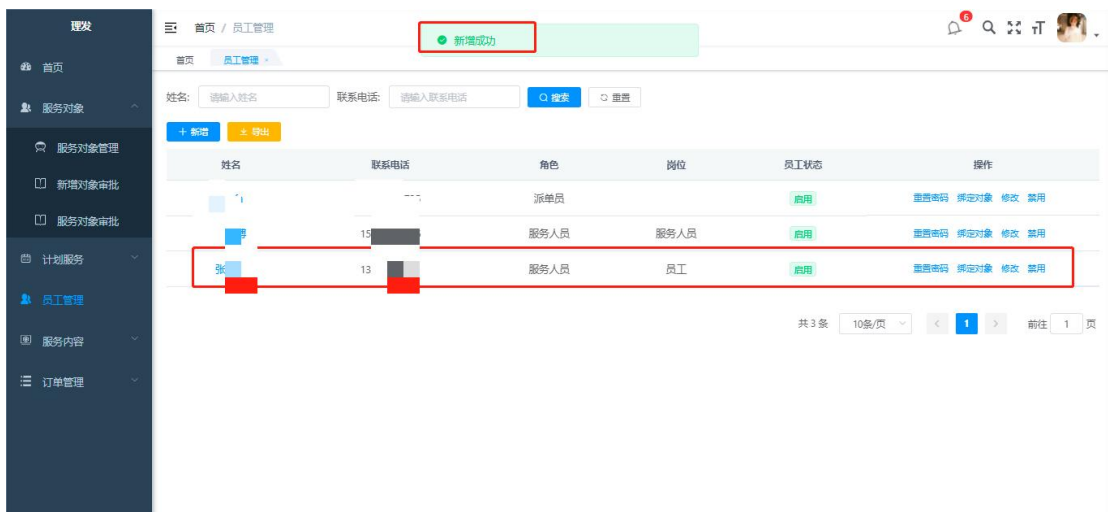 理发
首页 / 员工管理
新增成功
6
首页
首页
员工管理 ×
服务对象
姓名: 请输入姓名 联系电话: 请输入联系电话 搜索 重置
+ 新增 导出
服务对象管理
姓名 联系电话 角色 岗位 员工状态 操作
新增对象审批
派单员 启用 重置密码 绑定对象 修改 禁用
服务对象审批
15 服务人员 服务人员 启用 重置密码 绑定对象 修改 禁用
计划服务
张 13 服务人员 员工 启用 重置密码 绑定对象 修改 禁用
员工管理
共 3 条 10条/页 < 1 > 前往 1 页
服务内容
订单管理